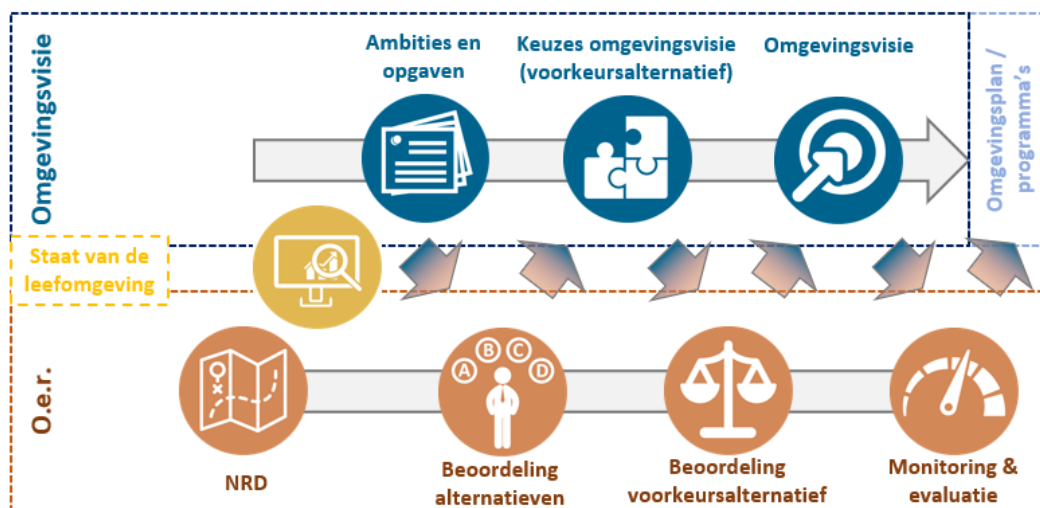 Omgevingsvisie
Ambities en
opgaven
Keuzes omgevingsvisie
(voorkeursalternatief)
Omgevingsvisie
Omgevingsplan /
programma's
Staat van de
leefomgeving
O.e.r.
A
B
C
D
NRD
Beoordeling
alternatieven
Beoordeling
voorkeursalternatief
Monitoring &
evaluatie